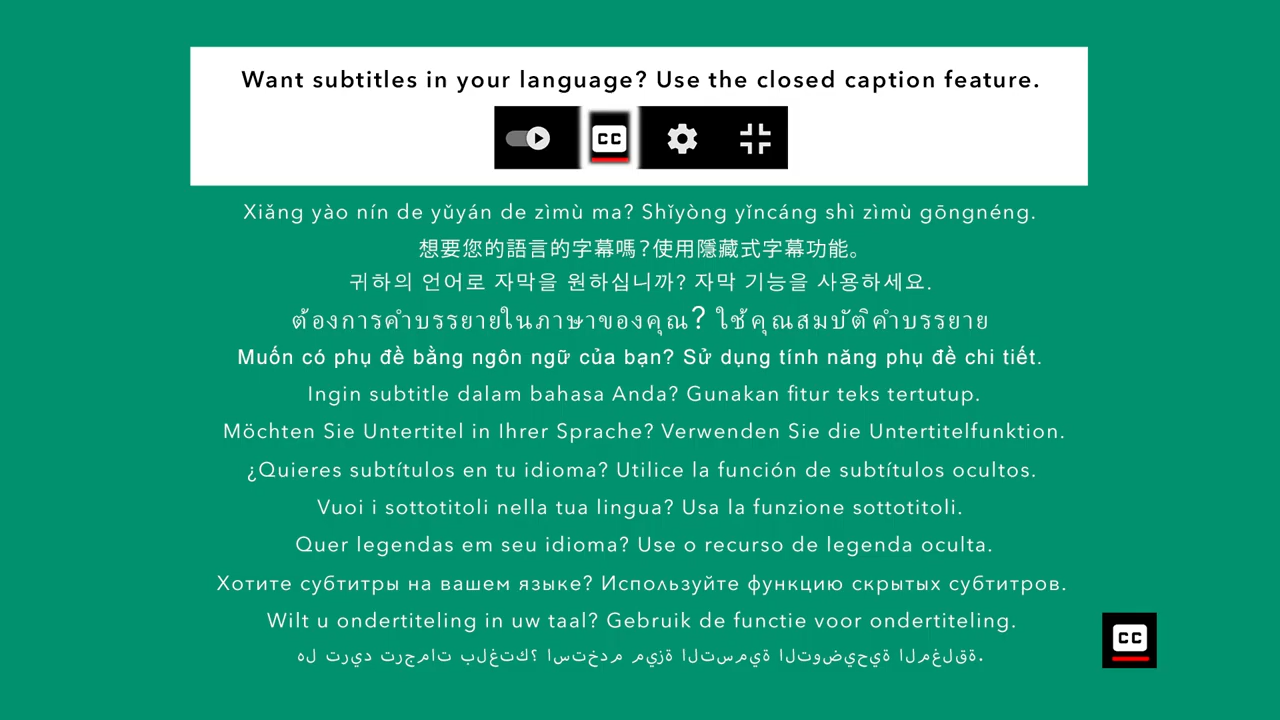 Want subtitles in your language? Use the closed caption feature.
CC
Xiǎng yào nín de yǔyán de zìmù ma? Shǐyòng yǐncáng shì zìmù gōngnéng.
想要您的語言的字幕嗎?使用隱藏式字幕功能。
귀하의 언어로 자막을 원하십니까? 자막 기능을 사용하세요.
ต้องการคำบรรยายในภาษาของคุณ? ใช้คุณสมบัติคำบรรยาย
Muốn có phụ đề bằng ngôn ngữ của bạn? Sử dụng tính năng phụ đề chi tiết.
Ingin subtitle dalam bahasa Anda? Gunakan fitur teks tertutup.
Möchten Sie Untertitel in Ihrer Sprache? Verwenden Sie die Untertitelfunktion.
¿Quieres subtítulos en tu idioma? Utilice la función de subtítulos ocultos.
Vuoi i sottotitoli nella tua lingua? Usa la funzione sottotitoli.
Quer legendas em seu idioma? Use o recurso de legenda oculta.
Хотите субтитры на вашем языке? Используйте функцию скрытых субтитров.
Wilt u ondertiteling in uw taal? Gebruik de functie voor ondertiteling.
هل تريد ترجمات بلغتك؟ استخدم ميزة التسمية التوضيحية المغلقة.
CC